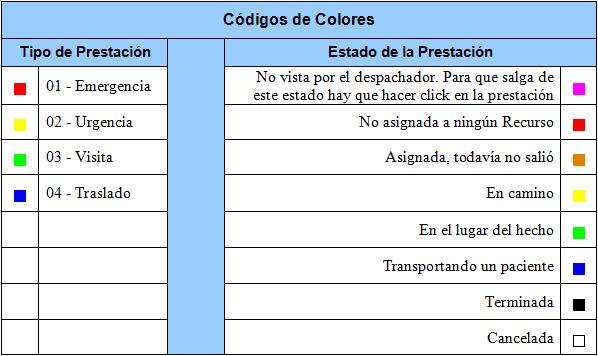 Códigos de Colores
Tipo de Prestación
Estado de la Prestación
01 - Emergencia
No vista por el despachador. Para que salga de
este estado hay que hacer click en la prestación
02 - Urgencia
No asignada a ningún Recurso
03 - Visita
Asignada, todavía no salió
04 - Traslado
En camino
En el lugar del hecho
Transportando un paciente
Terminada
Cancelada